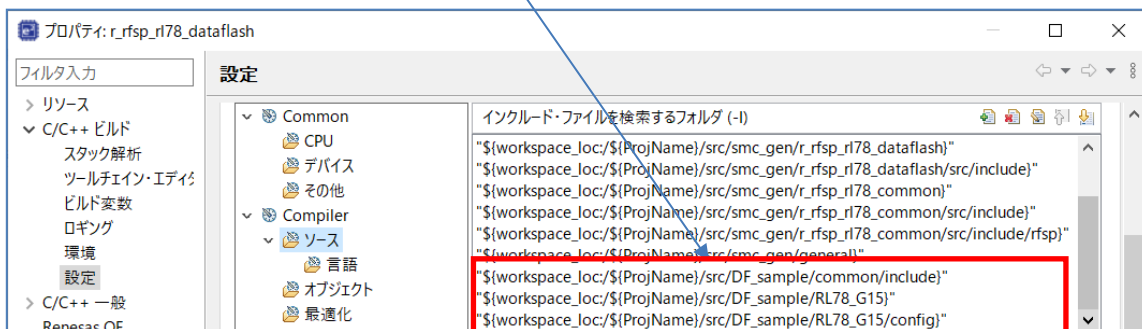 プロパティ: r_rfsp_rl78_dataflash
フィルタ入力
設定
リソース
C/C++ ビルド
スタック解析
ツールチェイン・エディタ
ビルド変数
ロギング
環境
設定
C/C++ 一般
Renesas QE
Common
CPU
デバイス
その他
Compiler
ソース
言語
オブジェクト
最適化
インクルード・ファイルを検索するフォルダ (-I)
"${workspace_loc:/${ProjName}/src/smc_gen/r_rfsp_rl78_dataflash}"
"${workspace_loc:/${ProjName}/src/smc_gen/r_rfsp_rl78_dataflash/src/include}"
"${workspace_loc:/${ProjName}/src/smc_gen/r_rfsp_rl78_common}"
"${workspace_loc:/${ProjName}/src/smc_gen/r_rfsp_rl78_common/src/include}"
"${workspace_loc:/${ProjName}/src/smc_gen/r_rfsp_rl78_common/src/include/rfsp}"
"${workspace_loc:/${ProjName}/src/smc_gen/general}"
"${workspace_loc:/${ProjName}/src/DF_sample/common/include}"
"${workspace_loc:/${ProjName}/src/DF_sample/RL78_G15}"
"${workspace_loc:/${ProjName}/src/DF_sample/RL78_G15/config}"